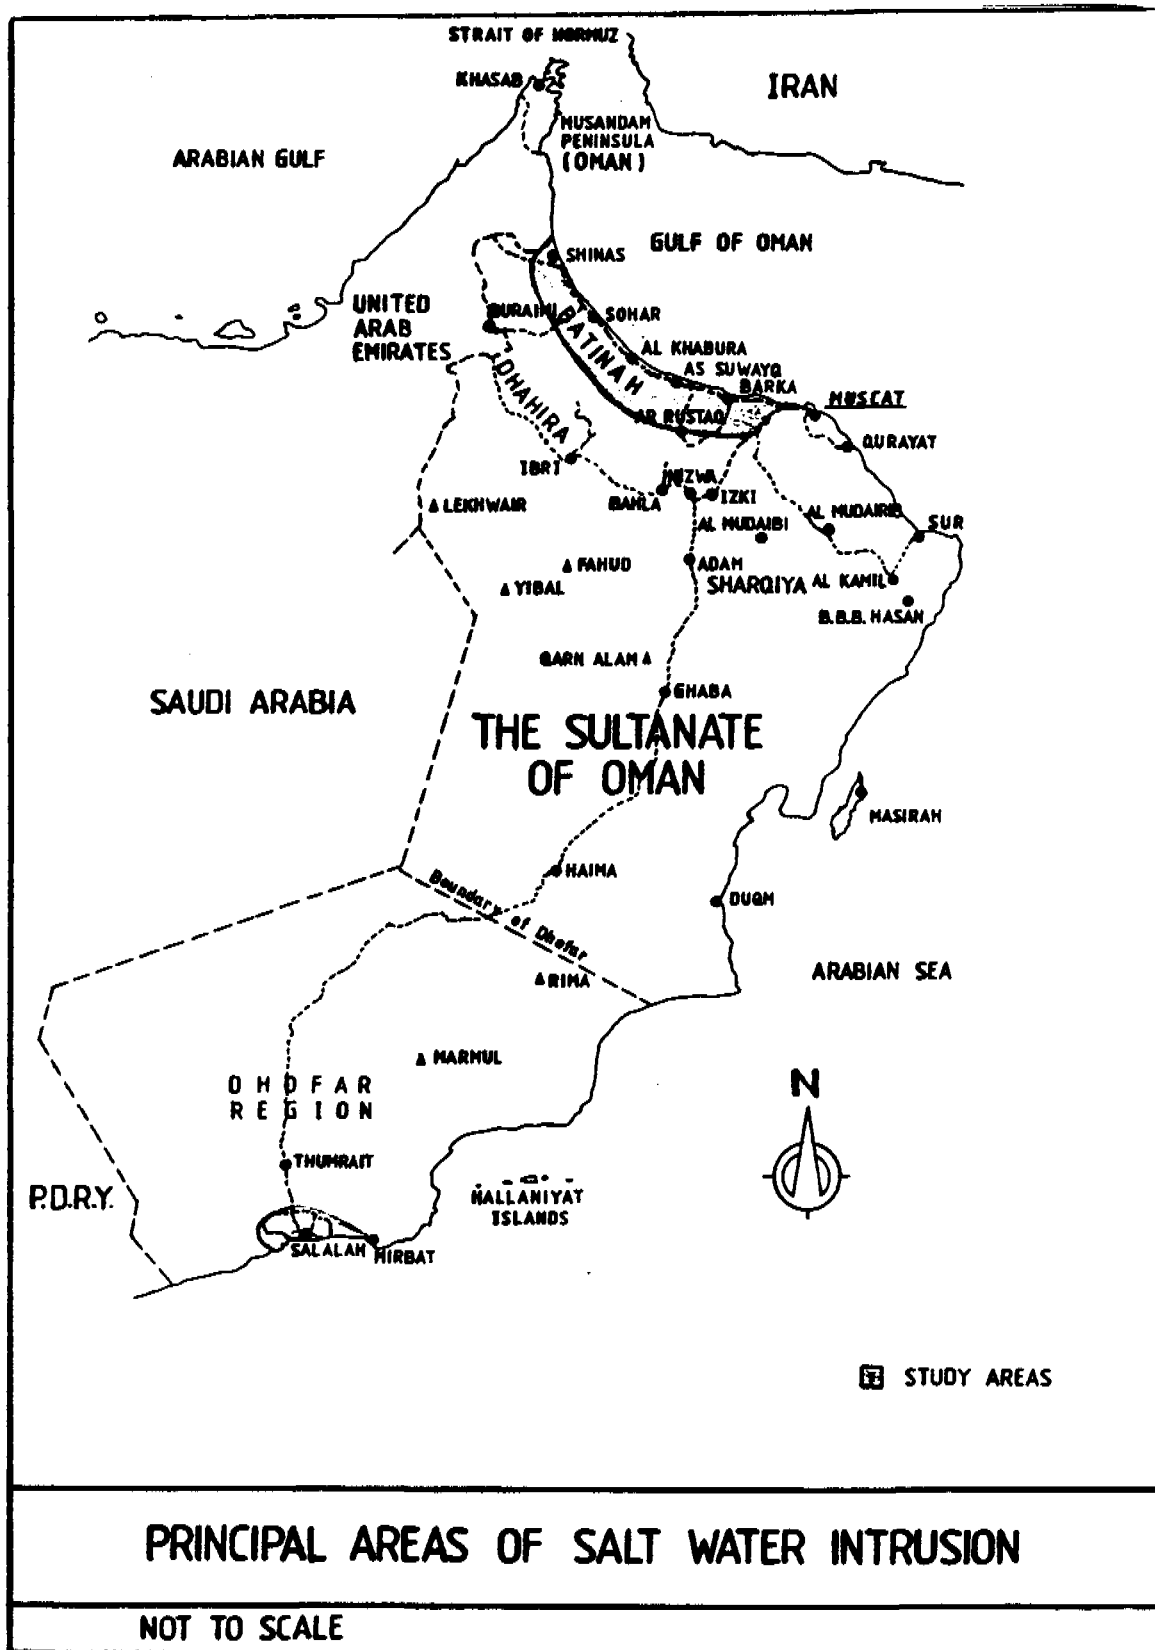 STRAIT OF HORMUZ
KHASAB
IRAN
MUSANDAM
PENINSULA
(OMAN)
ARABIAN GULF
GULF OF OMAN
SHINAS
UNITED
ARAB
EMIRATES
BURAIMI
BATINAH
SOHAR
AL KHABURA
AS SUWAYQ
BARKA
MUSCAT
DHAHIRA
AR RUSTAQ
QURAYAT
IBRI
NIZWA
BAHLA
IZKI
LEKHWAIR
AL MUDAIBI
AL MUDAIRIB
SUR
FAHUD
ADAM
YIBAL
SHARQIYA
AL KAMIL
B.B.B. HASAN
QARN ALAM
GHABA
SAUDI ARABIA
THE SULTANATE
OF OMAN
MASIRAH
HAIMA
Boundary of Dhofar
DUQM
RIMA
ARABIAN SEA
MARMUL
DHOFAR
REGION
N
THUMRAIT
P.D.R.Y.
HALLANIYAT
ISLANDS
SALALAH
MIRBAT
STUDY AREAS
PRINCIPAL AREAS OF SALT WATER INTRUSION
NOT TO SCALE